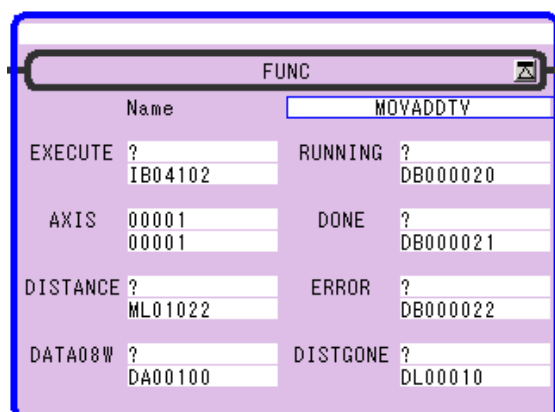 FUNC
Name MOVADDTV
EXECUTE ? RUNNING ?
IB04102 DB000020
AXIS 00001 DONE ?
00001 DB000021
DISTANCE ? ERROR ?
ML01022 DB000022
DATA08W ? DISTGONE ?
DA00100 DL00010